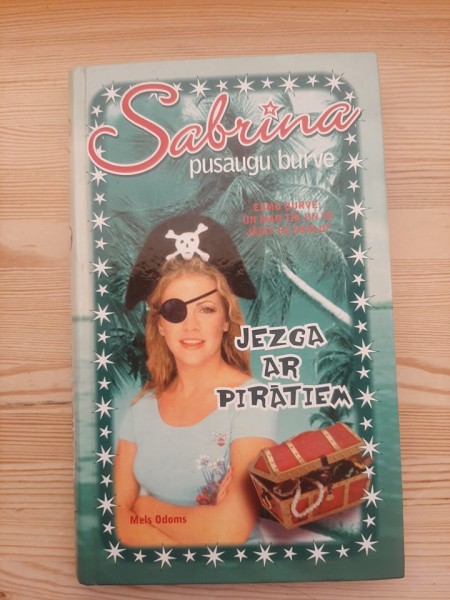 Sabrina
pusaugu burve
JEZGA
AR
PIRĀTIEM
Mels Odoms